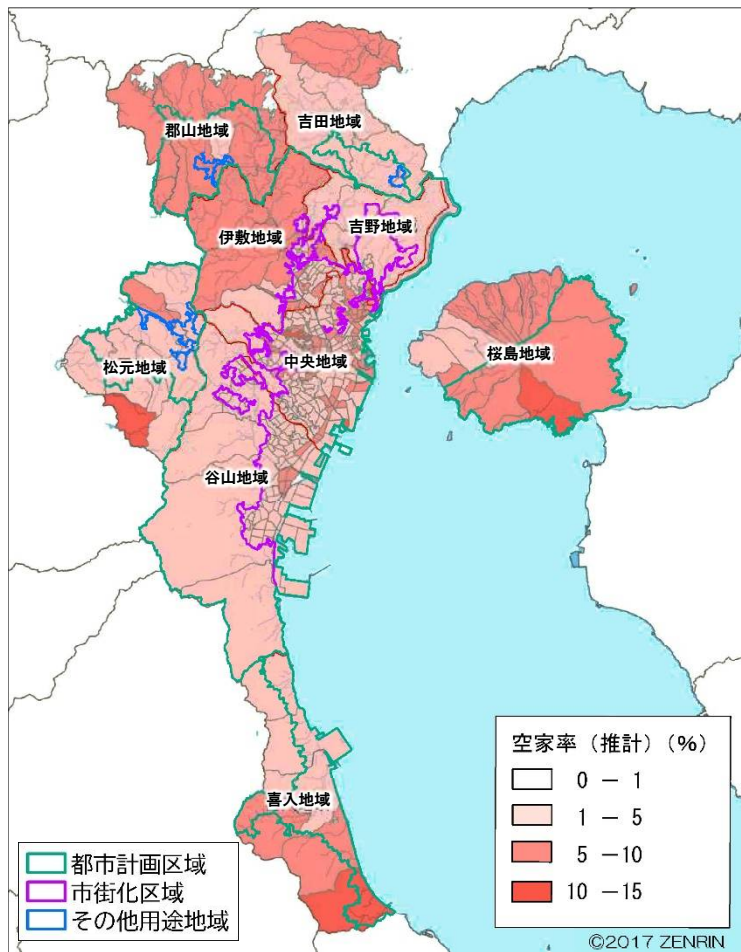 吉田地域
郡山地域
吉野地域
伊敷地域
桜島地域
中央地域
松元地域
谷山地域
喜入地域
空家率（推計）（%）
0 － 1
1 － 5
5 －10
10 －15
都市計画区域
市街化区域
その他用途地域
©2017 ZENRIN